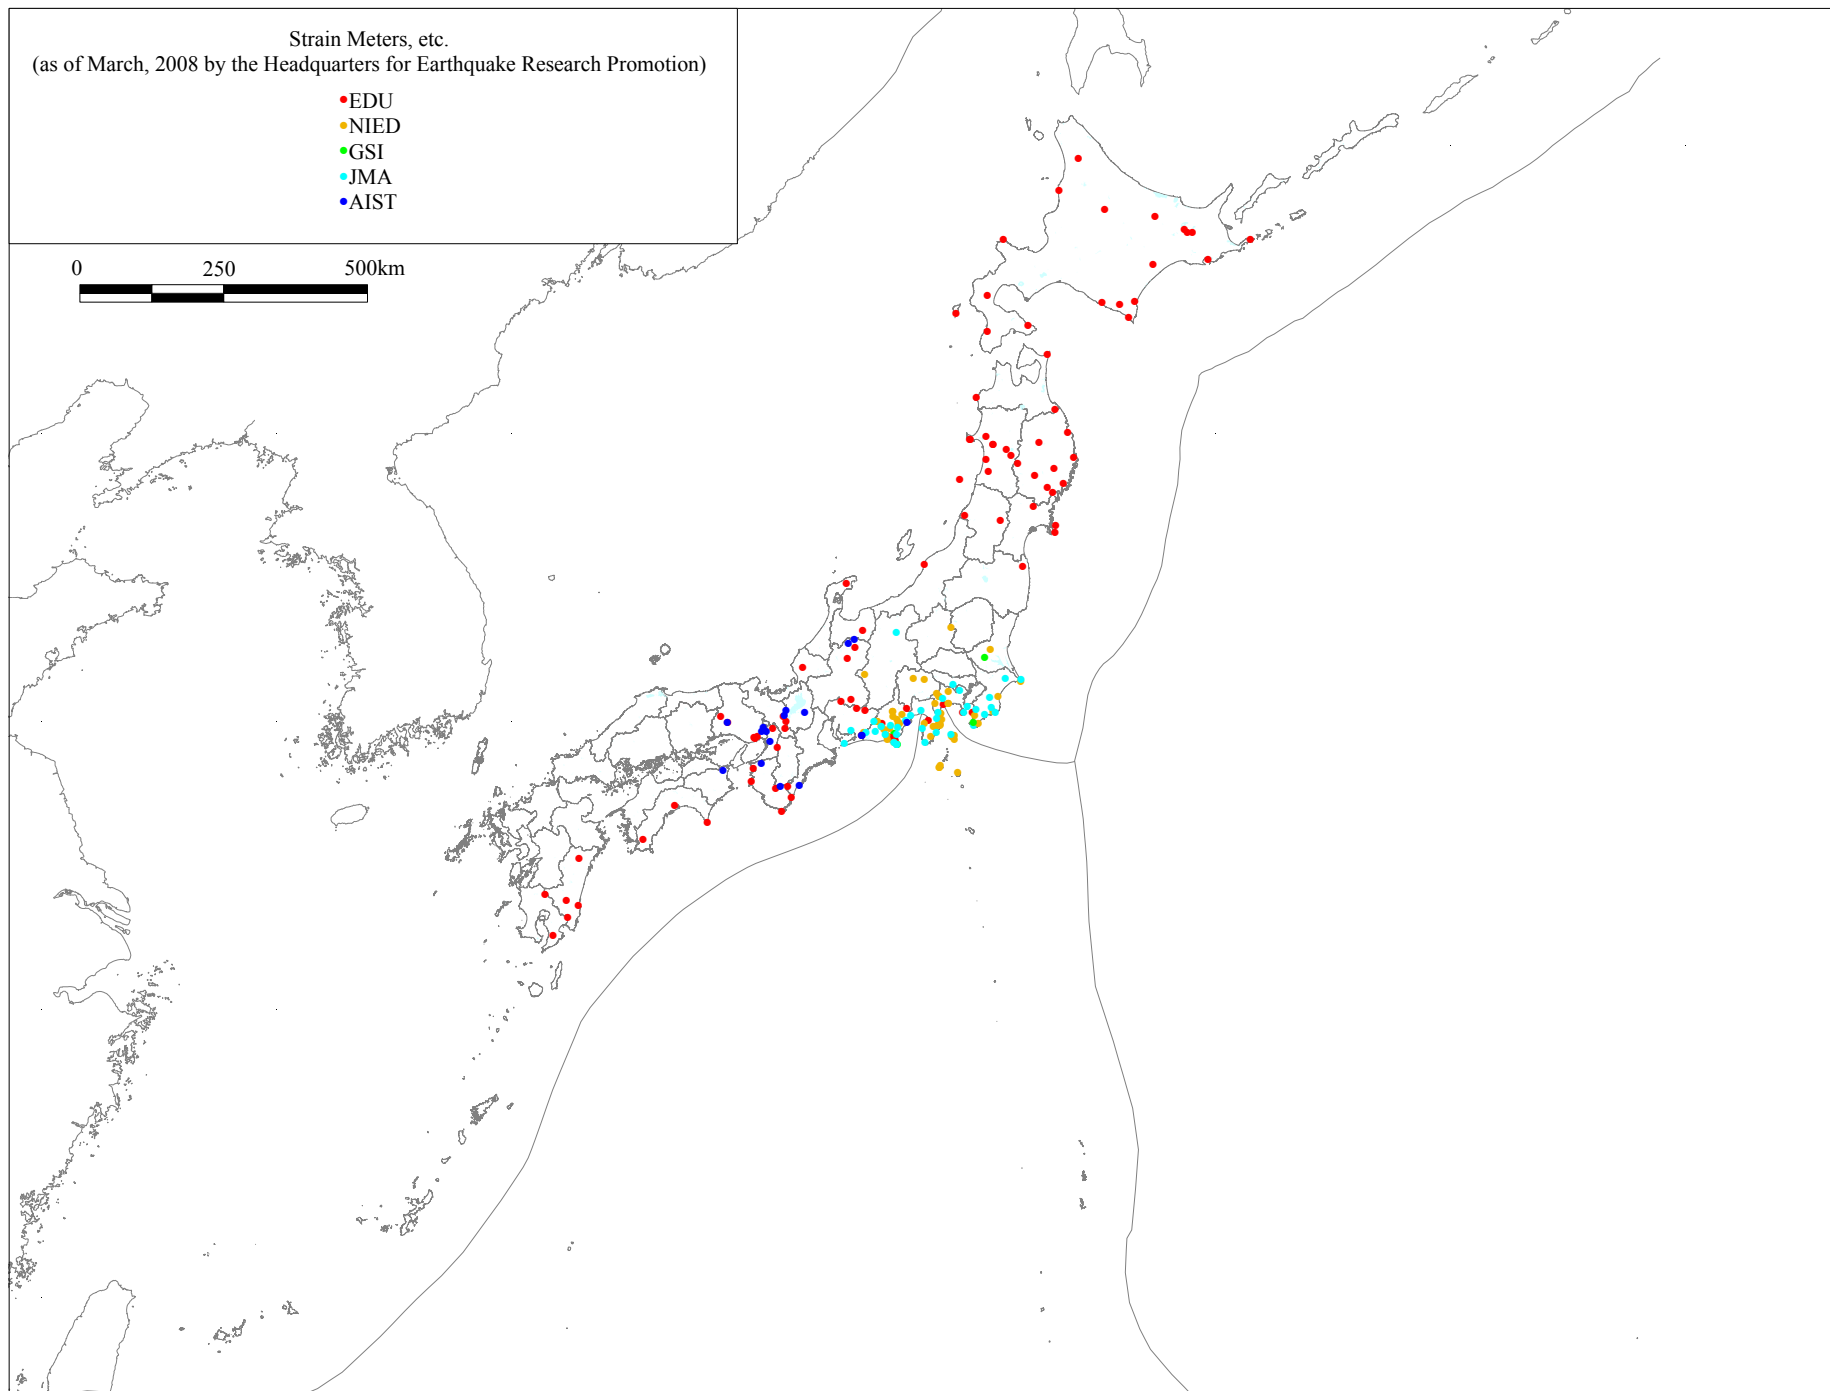 Strain Meters, etc.
(as of March, 2008 by the Headquarters for Earthquake Research Promotion)
EDU
NIED
GSI
JMA
AIST
0 250 500km